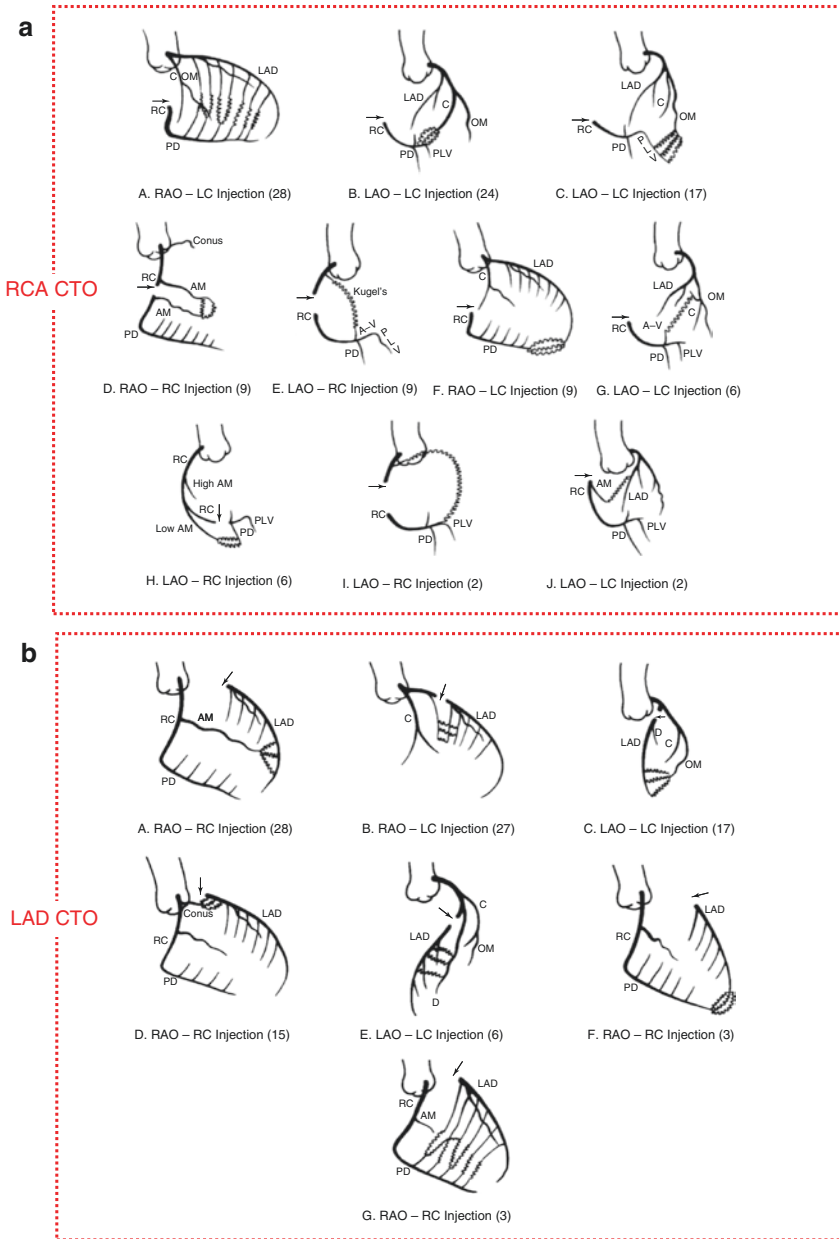 a
C OM
LAD
RC
PD
A. RAO – LC Injection (28)
LAD
C
RC
OM
PD
PLV
B. LAO – LC Injection (24)
LAD
C
RC
OM
PD
P
L
V
C. LAO – LC Injection (17)
RCA CTO
Conus
RC
AM
AM
PD
D. RAO – RC Injection (9)
Kugel's
RC
A–V
P
L
V
PD
E. LAO – RC Injection (9)
LAD
C
RC
PD
F. RAO – LC Injection (9)
LAD
OM
C
RC
A–V
PD
PLV
G. LAO – LC Injection (6)
RC
High AM
RC
Low AM
PLV
PD
H. LAO – RC Injection (6)
RC
PLV
PD
I. LAO – RC Injection (2)
AM
RC
LAD
PD
PLV
J. LAO – LC Injection (2)
b
RC
AM
LAD
PD
A. RAO – RC Injection (28)
C
LAD
B. RAO – LC Injection (27)
D
LAD
C
OM
C. LAO – LC Injection (17)
LAD CTO
Conus
LAD
RC
PD
D. RAO – RC Injection (15)
C
LAD
OM
D
E. LAO – LC Injection (6)
LAD
RC
PD
F. RAO – RC Injection (3)
LAD
RC
AM
PD
G. RAO – RC Injection (3)